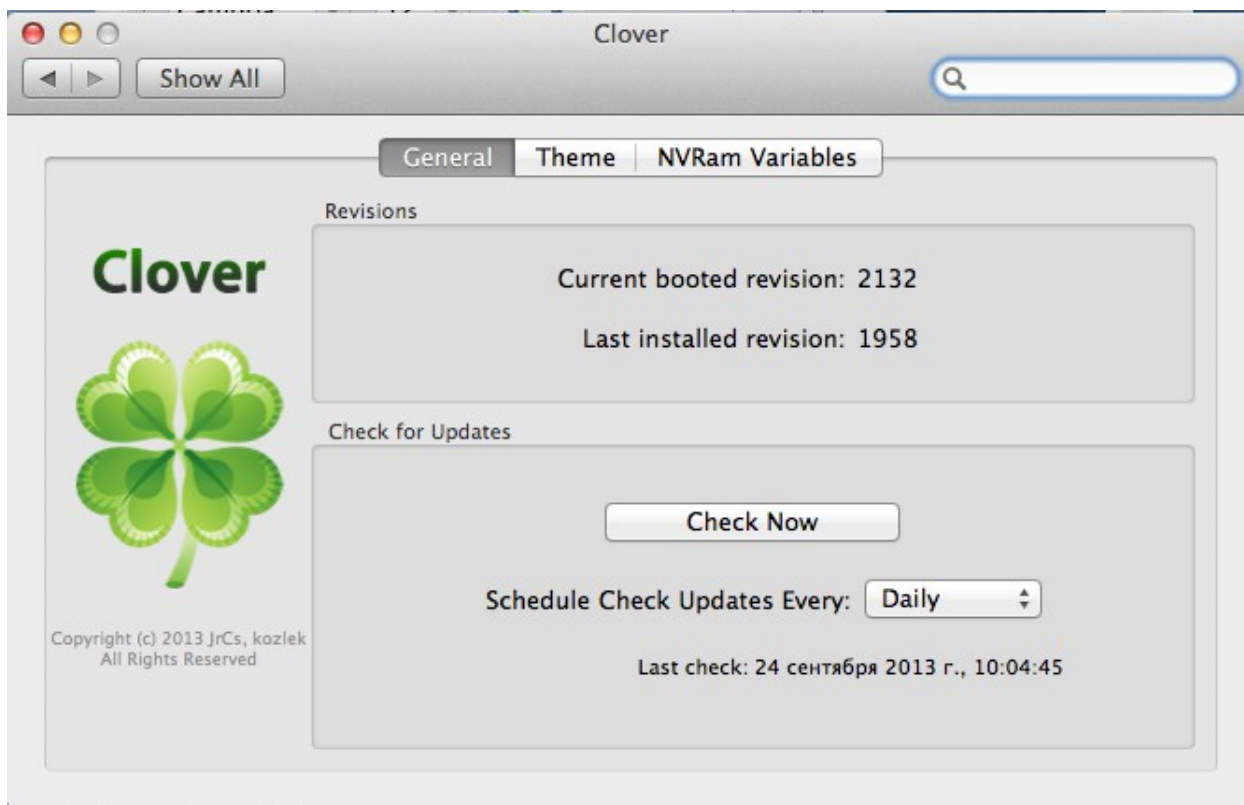 Clover
Show All
General Theme NVRam Variables
Revisions
Clover
Current booted revision: 2132
Last installed revision: 1958
Check for Updates
Check Now
Schedule Check Updates Every: Daily
Copyright (c) 2013 JrCs, kozlek
All Rights Reserved
Last check: 24 сентября 2013 г., 10:04:45